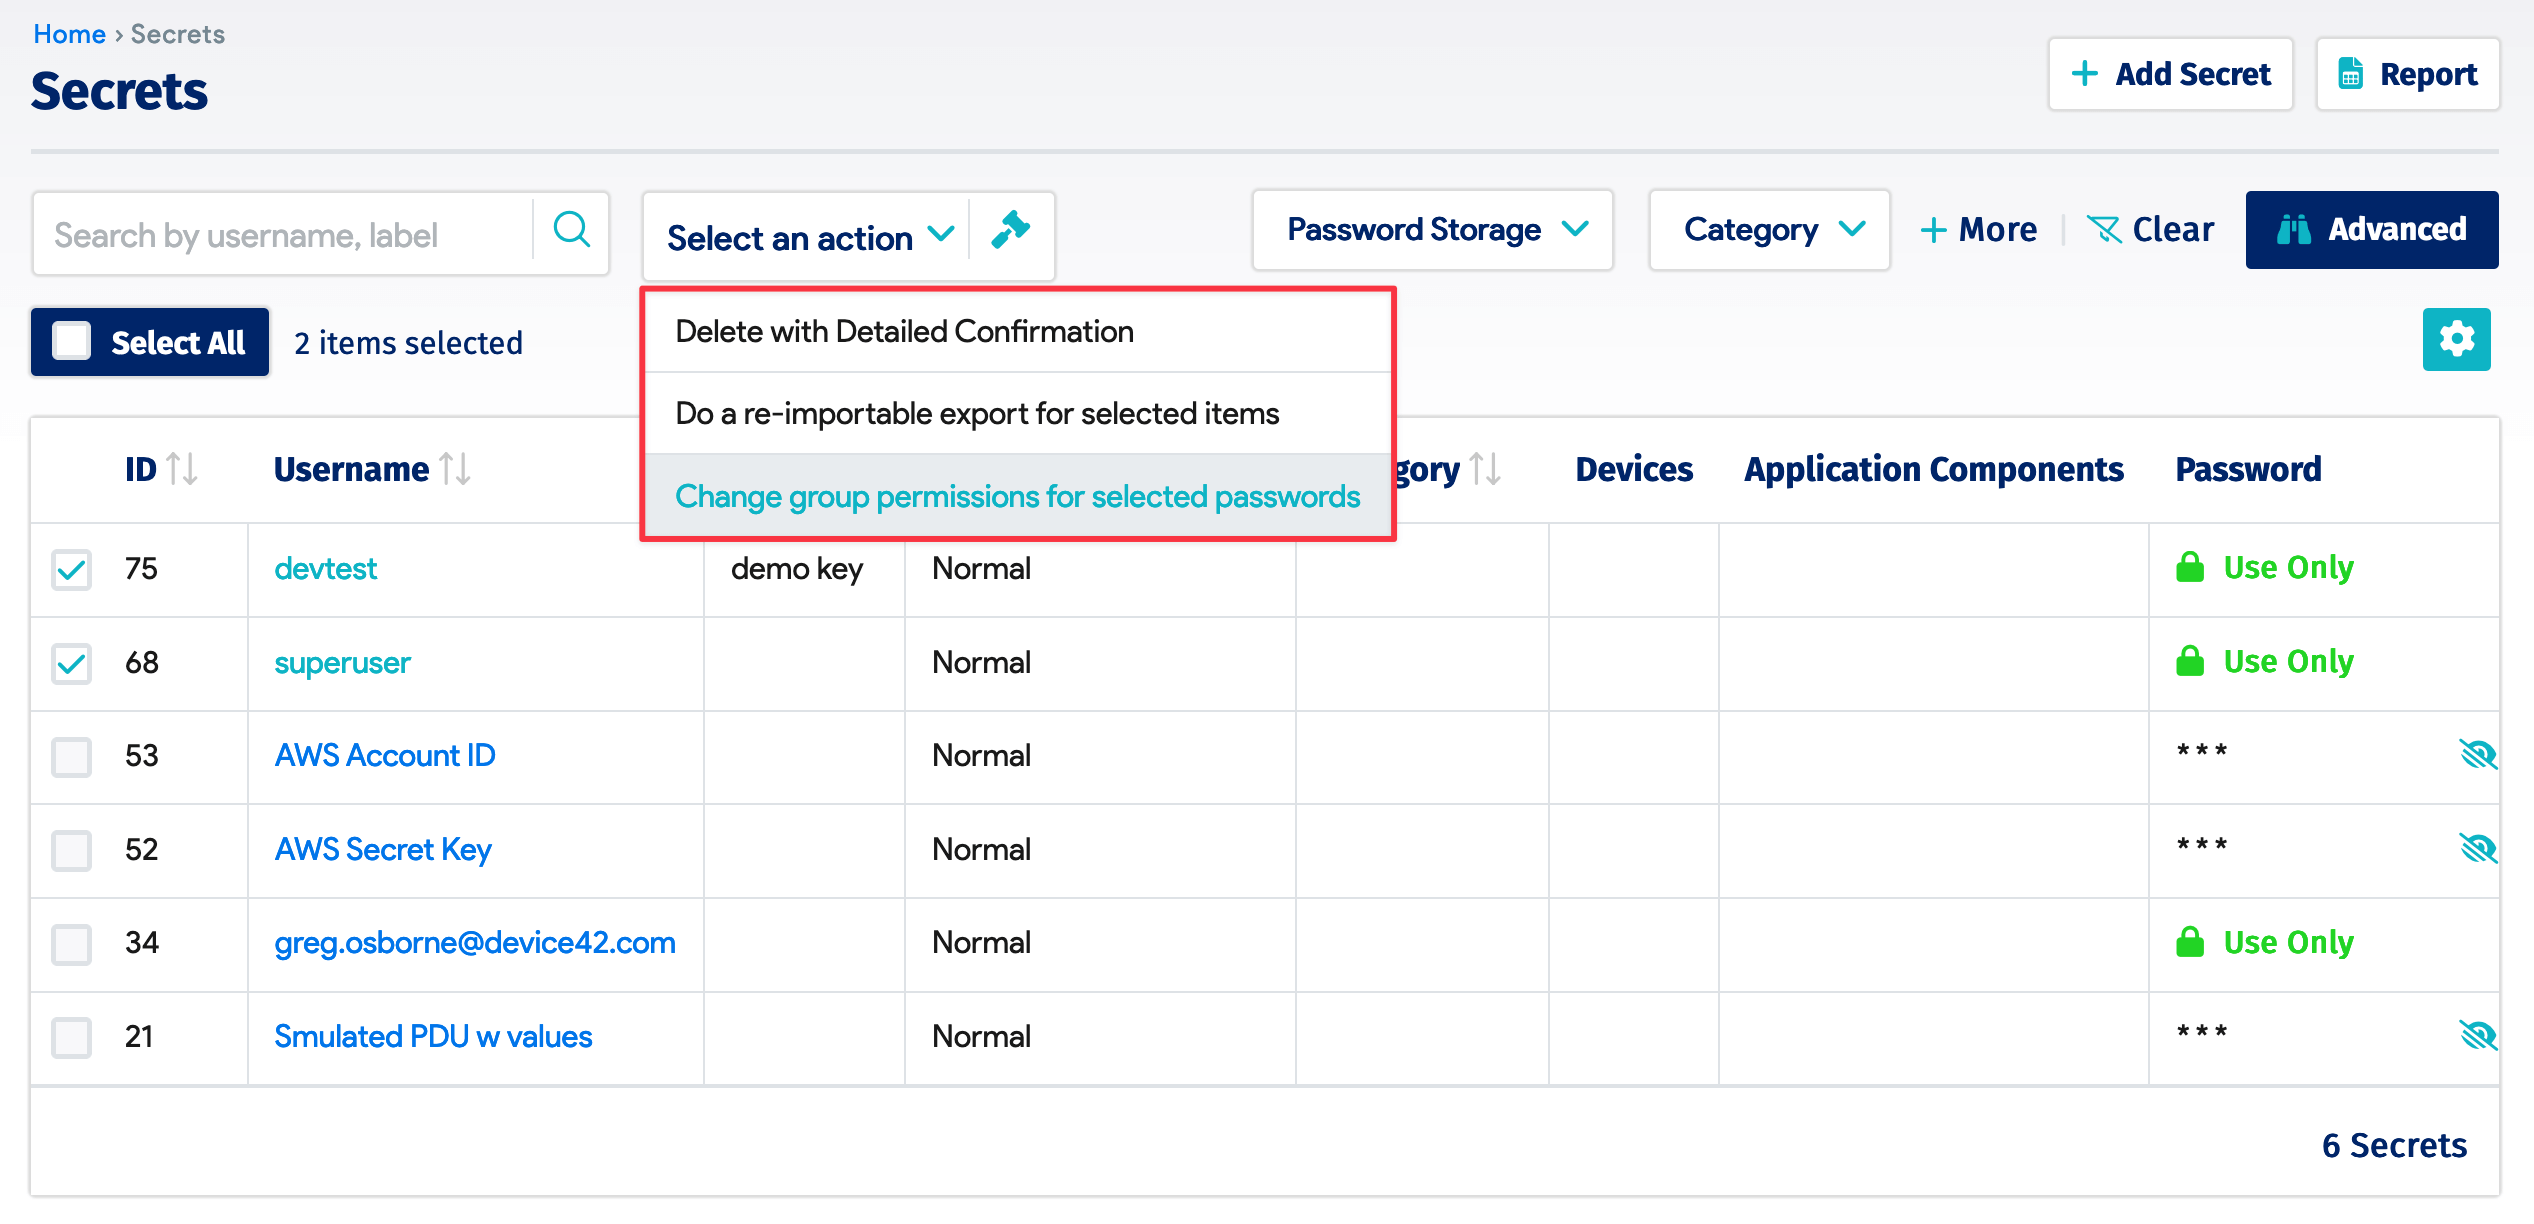 Home › Secrets
Secrets
Add Secret
Report
Search by username, label
Select an action
Password Storage
Category
More
Clear
Advanced
Select All
2 items selected
Delete with Detailed Confirmation
Do a re-importable export for selected items
Change group permissions for selected passwords
ID Username gory Devices Application Components Password
75 devtest demo key Normal Use Only
68 superuser Normal Use Only
53 AWS Account ID Normal ***
52 AWS Secret Key Normal ***
34 greg.osborne@device42.com Normal Use Only
21 Smulated PDU w values Normal ***
6 Secrets